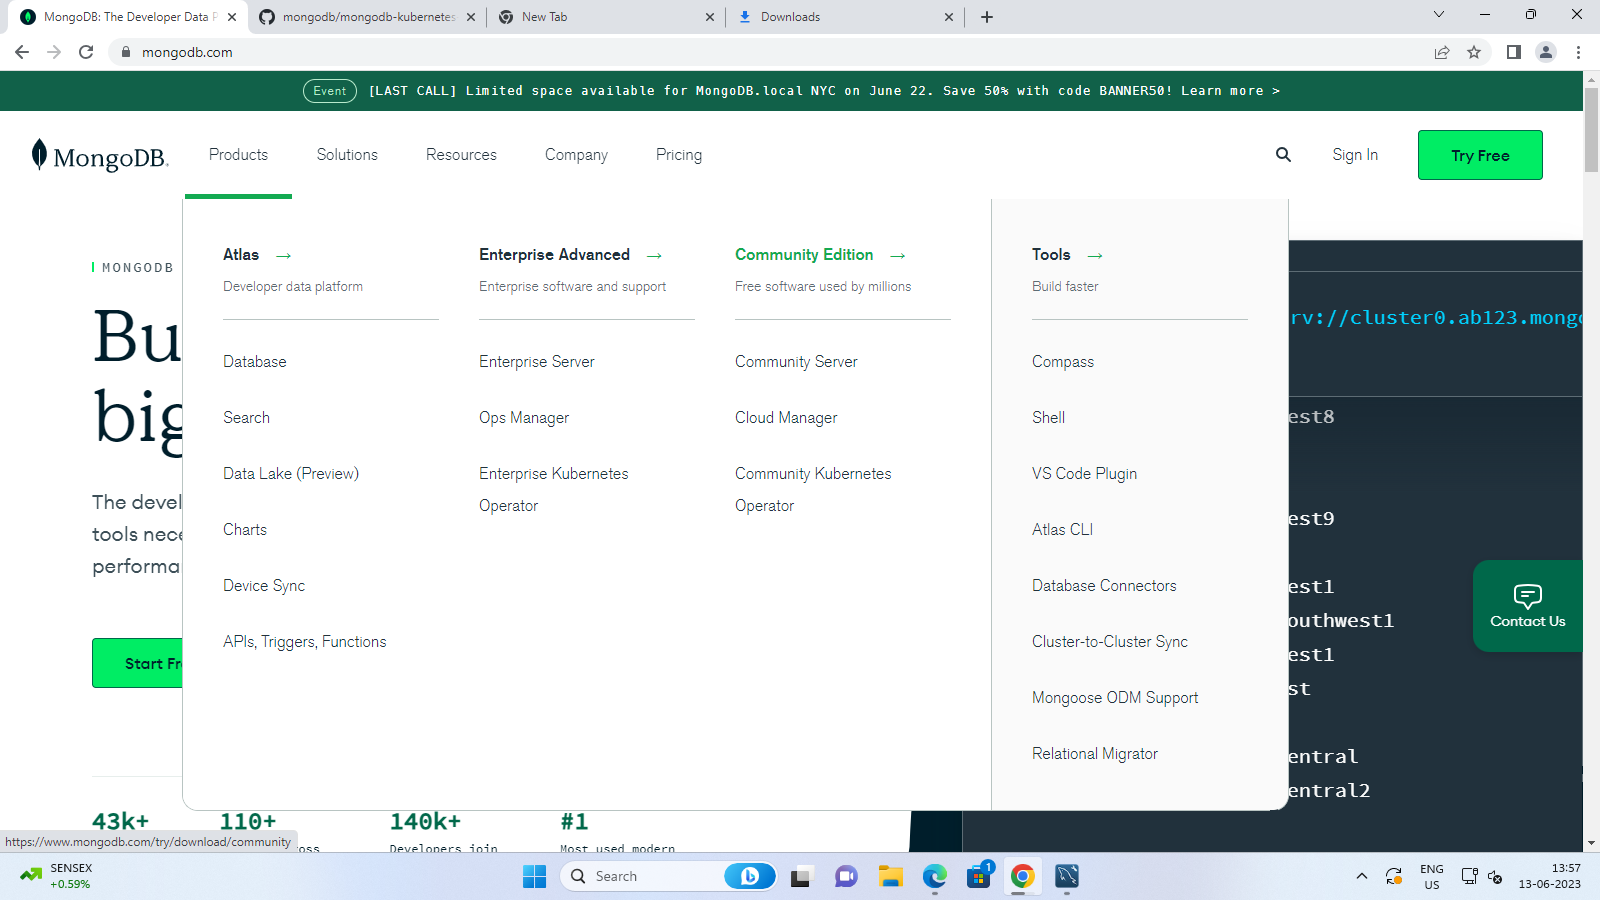 MongoDB: The Developer Data P
mongodb/mongodb-kubernetes
New Tab
Downloads
mongodb.com
Event [LAST CALL] Limited space available for MongoDB.local NYC on June 22. Save 50% with code BANNER50! Learn more >
MongoDB.
Products
Solutions
Resources
Company
Pricing
Sign In
Try Free
Atlas →
Developer data platform
Database
Search
Data Lake (Preview)
Charts
Device Sync
APIs, Triggers, Functions
Enterprise Advanced →
Enterprise software and support
Enterprise Server
Ops Manager
Enterprise Kubernetes
Operator
Community Edition →
Free software used by millions
Community Server
Cloud Manager
Community Kubernetes
Operator
Tools →
Build faster
Compass
Shell
VS Code Plugin
Atlas CLI
Database Connectors
Cluster-to-Cluster Sync
Mongoose ODM Support
Relational Migrator
MONGODB
Bu
big
The devel
tools nece
performa
Start Fr
rv://cluster0.ab123.mongo
est8
est9
est1
outhwest1
est1
st
entral
entral2
Contact Us
43k+
110+
140k+
#1
oss
Developers join
Most used modern
https://www.mongodb.com/try/download/community
SENSEX
+0.59%
Search
1
ENG
US
13:57
13-06-2023